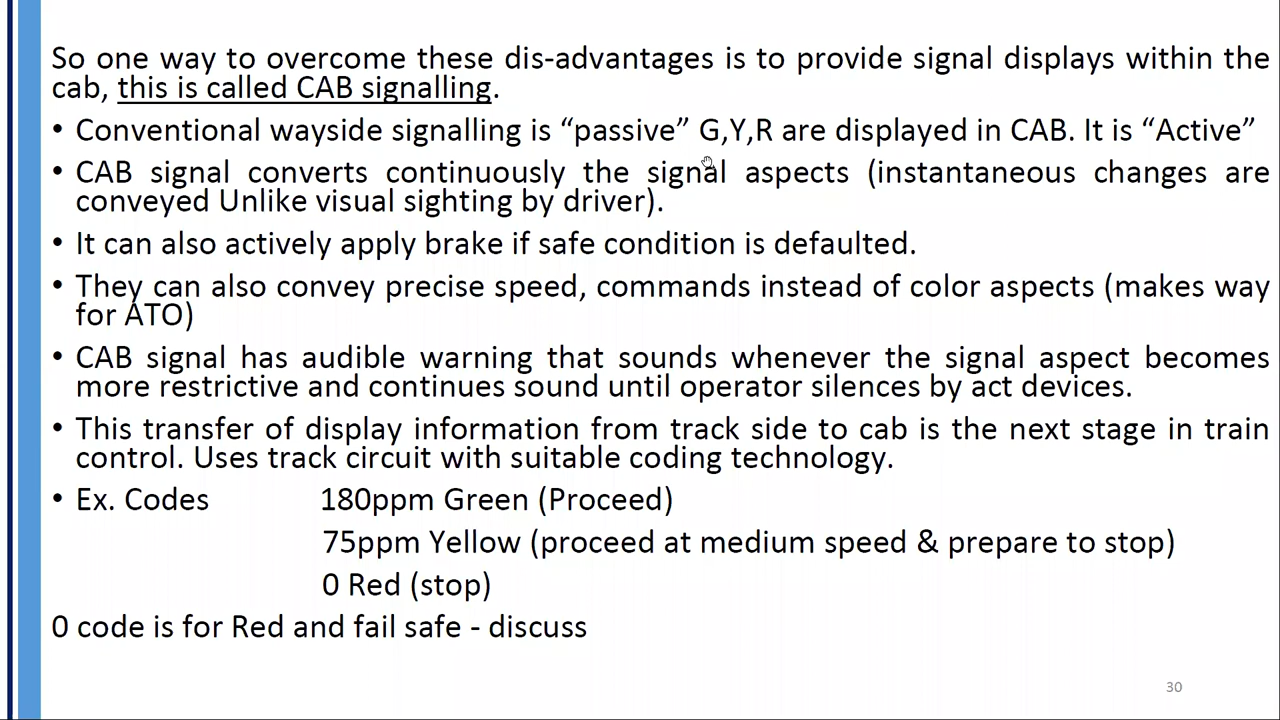 So one way to overcome these dis-advantages is to provide signal displays within the
cab, this is called CAB signalling.
• Conventional wayside signalling is “passive” G,Y,R are displayed in CAB. It is “Active”
• CAB signal converts continuously the signal aspects (instantaneous changes are
conveyed Unlike visual sighting by driver).
• It can also actively apply brake if safe condition is defaulted.
• They can also convey precise speed, commands instead of color aspects (makes way
for ATO)
• CAB signal has audible warning that sounds whenever the signal aspect becomes
more restrictive and continues sound until operator silences by act devices.
• This transfer of display information from track side to cab is the next stage in train
control. Uses track circuit with suitable coding technology.
• Ex. Codes 180ppm Green (Proceed)
75ppm Yellow (proceed at medium speed & prepare to stop)
0 Red (stop)
0 code is for Red and fail safe - discuss
30